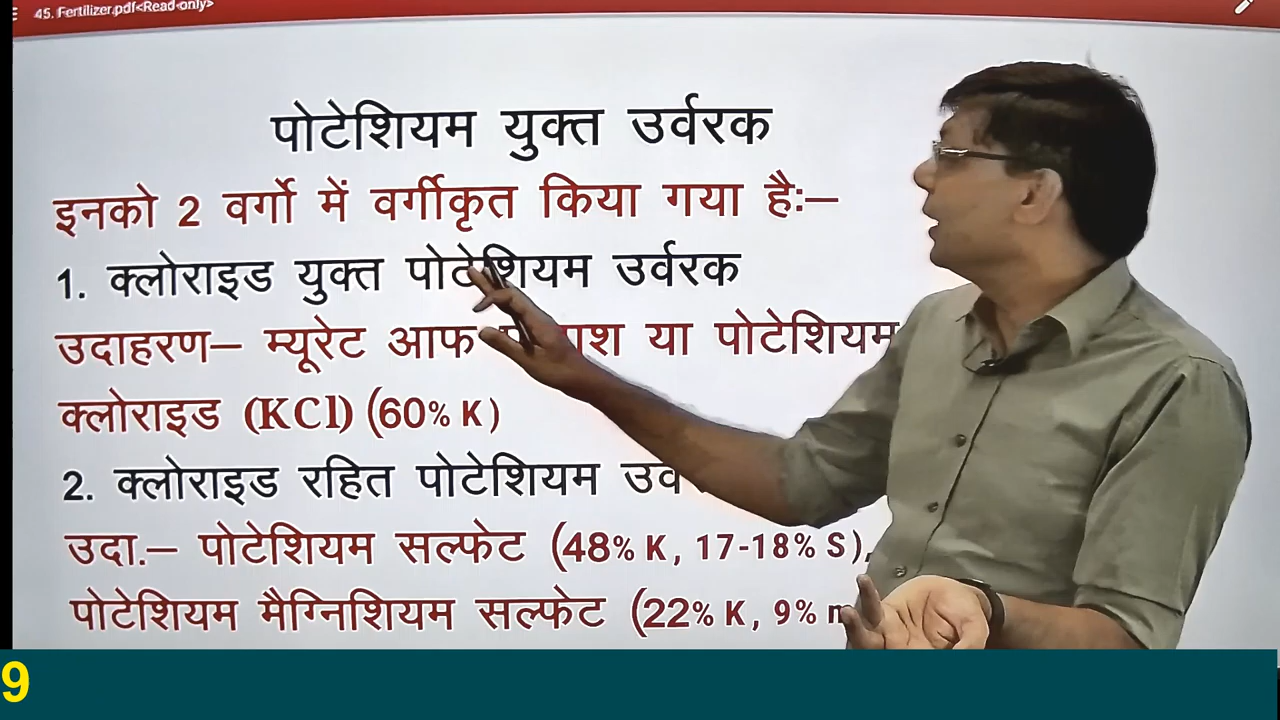 45. Fertilizer.pdf<Read-only>
पोटेशियम युक्त उर्वरक
इनको 2 वर्गो में वर्गीकृत किया गया है:–
1. क्लोराइड युक्त पोटेशियम उर्वरक
उदाहरण– म्यूरेट आफ या पोटेशियम
क्लोराइड (KCl) (60% K)
2. क्लोराइड रहित पोटेशियम
उदा.– पोटेशियम सल्फेट (48% K, 17-18% S),
पोटेशियम मैग्निशियम सल्फेट (22% K, 9%
9